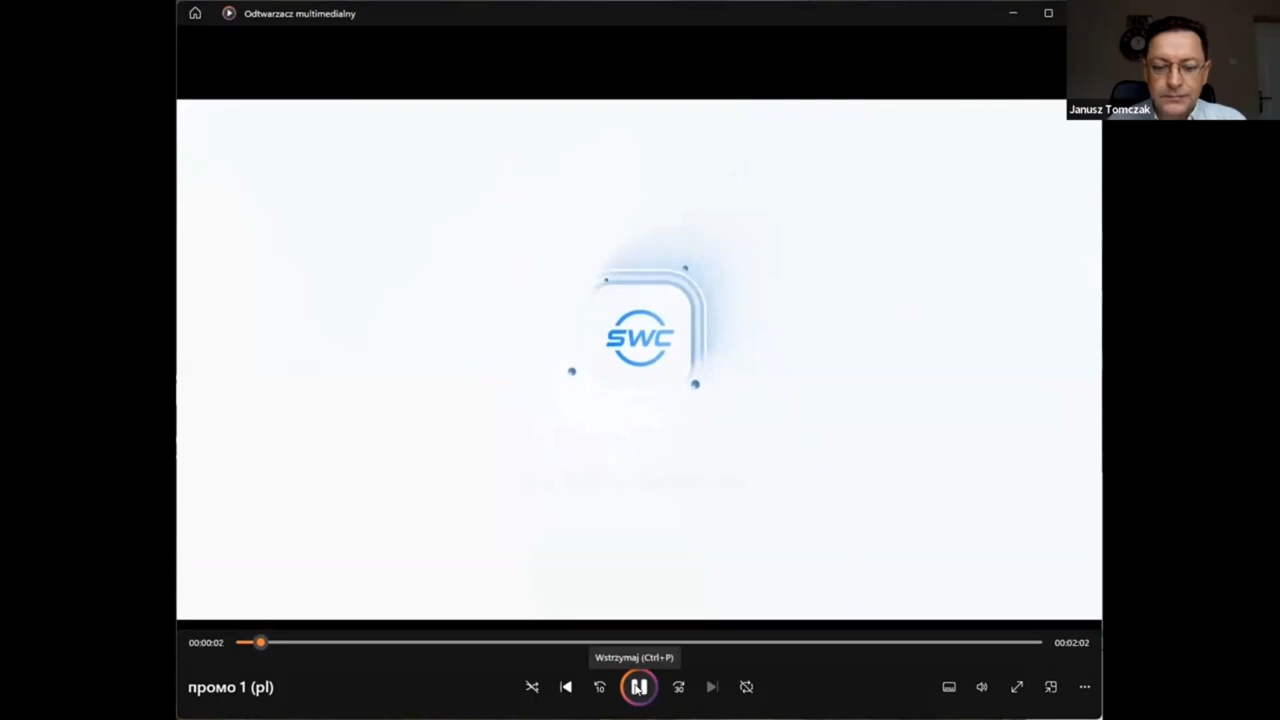 Odtwarzacz multimedialny
Janusz Tomczak
SWC
00:00:02
00:02:02
Wstrzymaj (Ctrl+P)
промо 1 (pl)
10
30